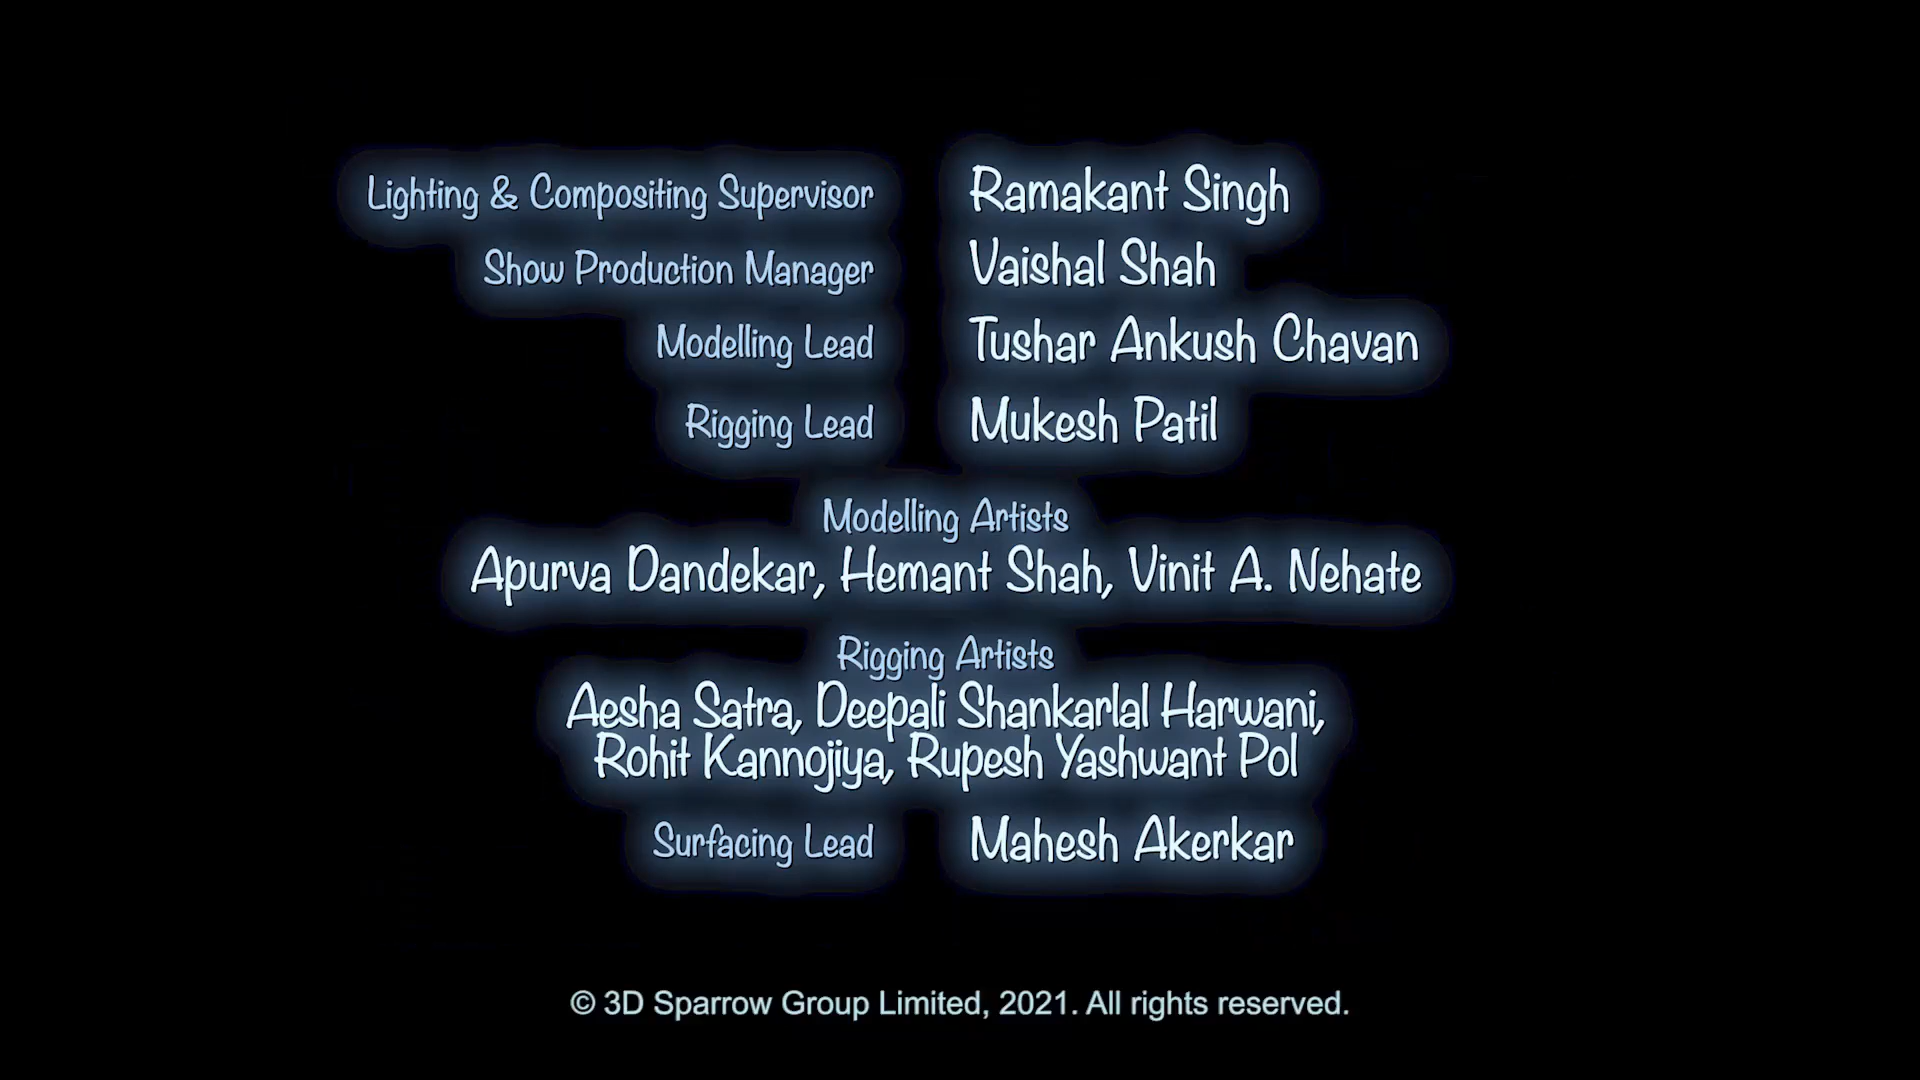 Lighting & Compositing Supervisor Ramakant Singh
Show Production Manager Vaishal Shah
Modelling Lead Tushar Ankush Chavan
Rigging Lead Mukesh Patil
Modelling Artists
Apurva Dandekar, Hemant Shah, Vinit A. Nehate
Rigging Artists
Aesha Satra, Deepali Shankarlal Harwani,
Rohit Kannojiya, Rupesh Yashwant Pol
Surfacing Lead Mahesh Akerkar
© 3D Sparrow Group Limited, 2021. All rights reserved.